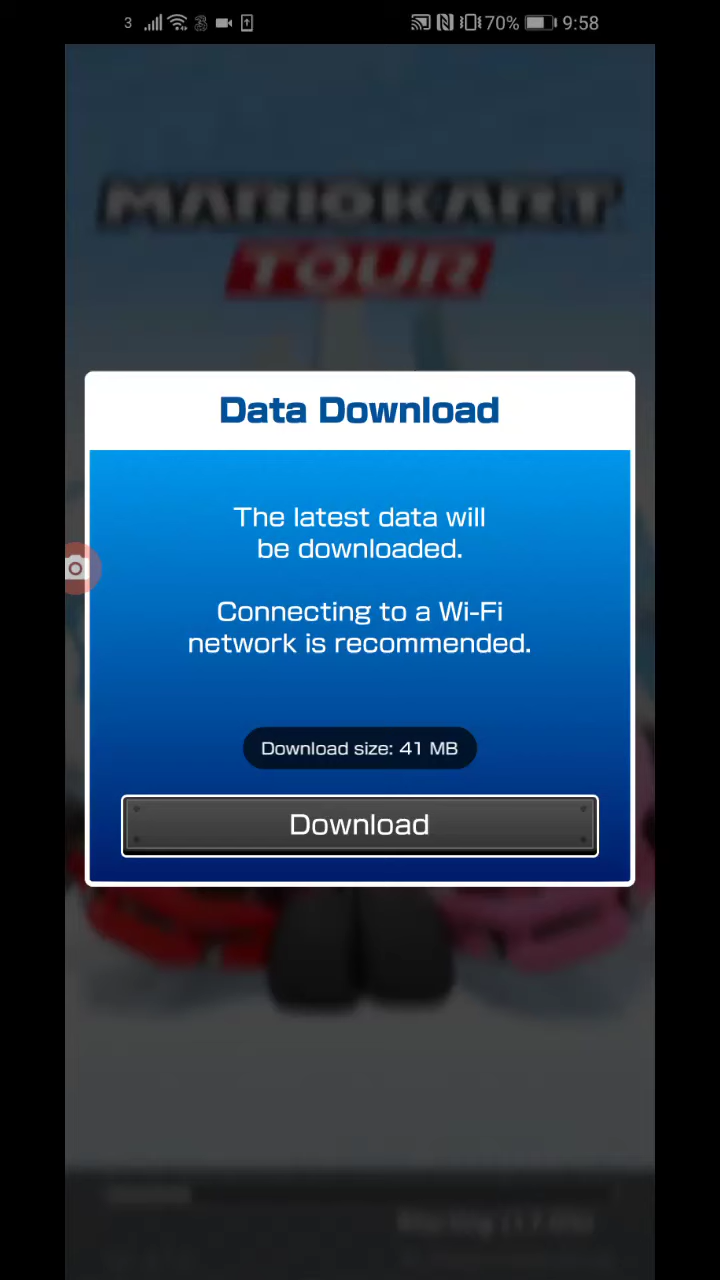 3 70% 9:58
MARIOKART
TOUR
Data Download
The latest data will
be downloaded.
Connecting to a Wi-Fi
network is recommended.
Download size: 41 MB
Download